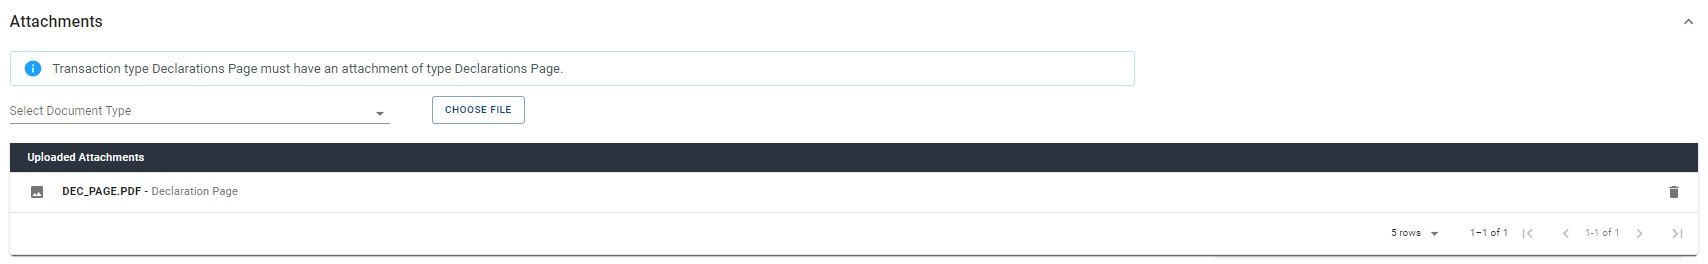 Attachments
Transaction type Declarations Page must have an attachment of type Declarations Page.
Select Document Type
CHOOSE FILE
Uploaded Attachments
DEC_PAGE.PDF - Declaration Page
5 rows 1–1 of 1 1-1 of 1